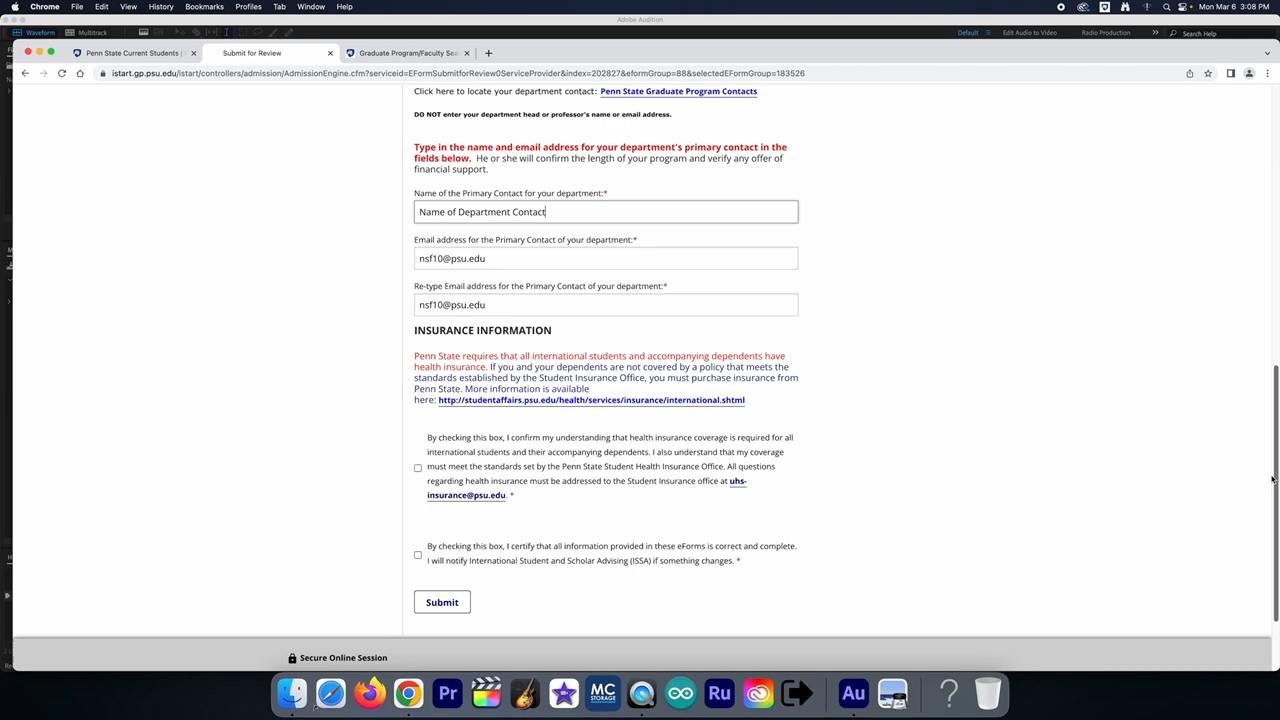 Chrome File Edit View History Bookmarks Profiles Tab Window Help Mon Mar 6 3:08 PM
Adobe Audition
Waveform Multitrack Default Edit Audio to Video Radio Production Search Help
Penn State Current Students | Submit for Review Graduate Program/Faculty Sea
istart.gp.psu.edu/istart/controllers/admission/AdmissionEngine.cfm?serviceid=EFormSubmitforReview0ServiceProvider&index=202827&eformGroup=88&selectedEFormGroup=183526
Click here to locate your department contact: Penn State Graduate Program Contacts
DO NOT enter your department head or professor's name or email address.
Type in the name and email address for your department's primary contact in the
fields below. He or she will confirm the length of your program and verify any offer of
financial support.
Name of the Primary Contact for your department:*
Name of Department Contact
Email address for the Primary Contact of your department:*
nsf10@psu.edu
Re-type Email address for the Primary Contact of your department:*
nsf10@psu.edu
INSURANCE INFORMATION
Penn State requires that all international students and accompanying dependents have
health insurance. If you and your dependents are not covered by a policy that meets the
standards established by the Student Insurance Office, you must purchase insurance from
Penn State. More information is available
here: http://studentaffairs.psu.edu/health/services/insurance/international.shtml
By checking this box, I confirm my understanding that health insurance coverage is required for all
international students and their accompanying dependents. I also understand that my coverage
must meet the standards set by the Penn State Student Health Insurance Office. All questions
regarding health insurance must be addressed to the Student Insurance office at uhs-
insurance@psu.edu. *
By checking this box, I certify that all information provided in these eForms is correct and complete.
I will notify International Student and Scholar Advising (ISSA) if something changes. *
Submit
Secure Online Session
Pr MC STORAGE Ru Au ?